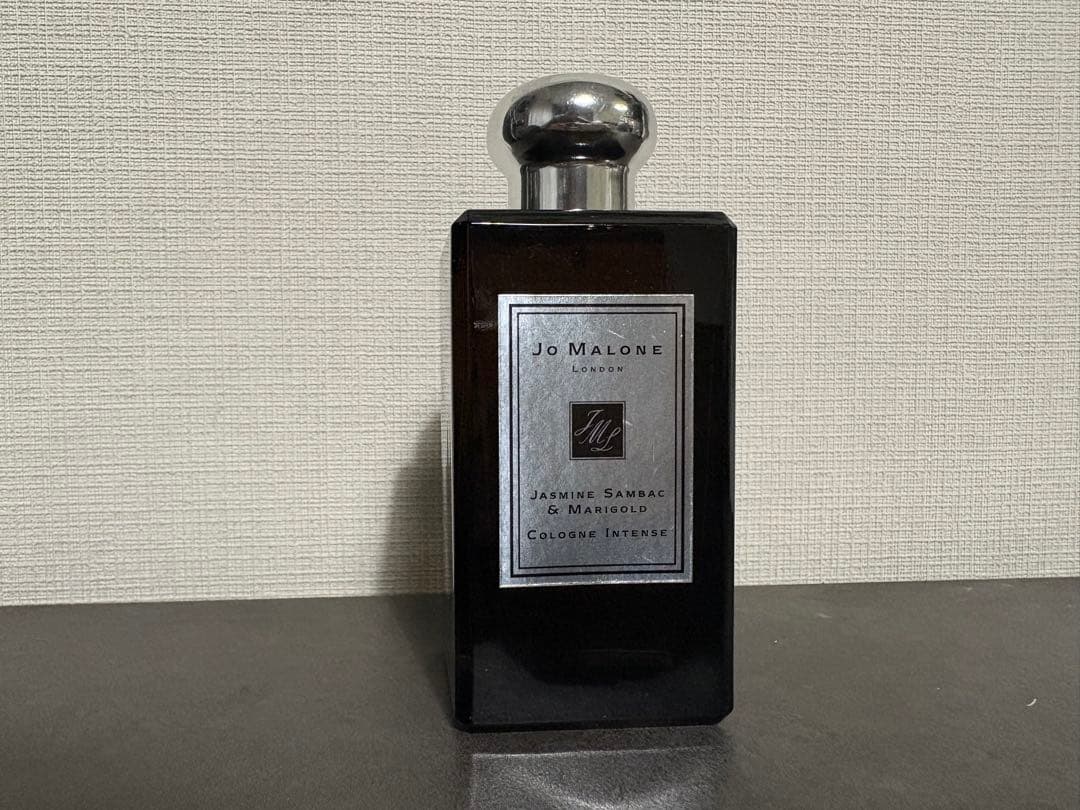 Jo Malone
London
JML
Jasmine Sambac
& Marigold
Cologne Intense